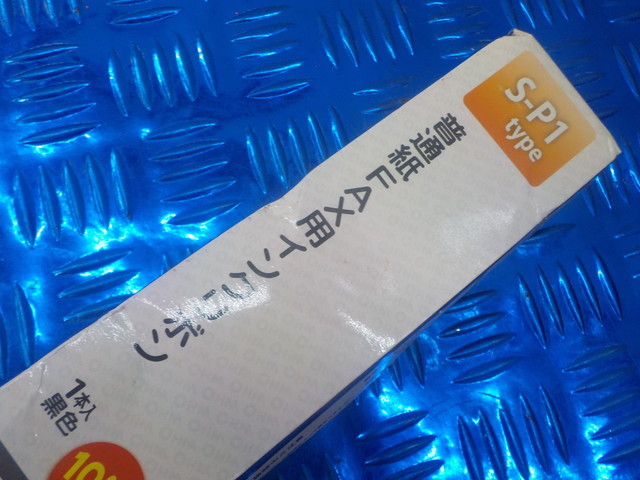 S-P1
type
普通紙FAX用インクリボン
1本入
黒色